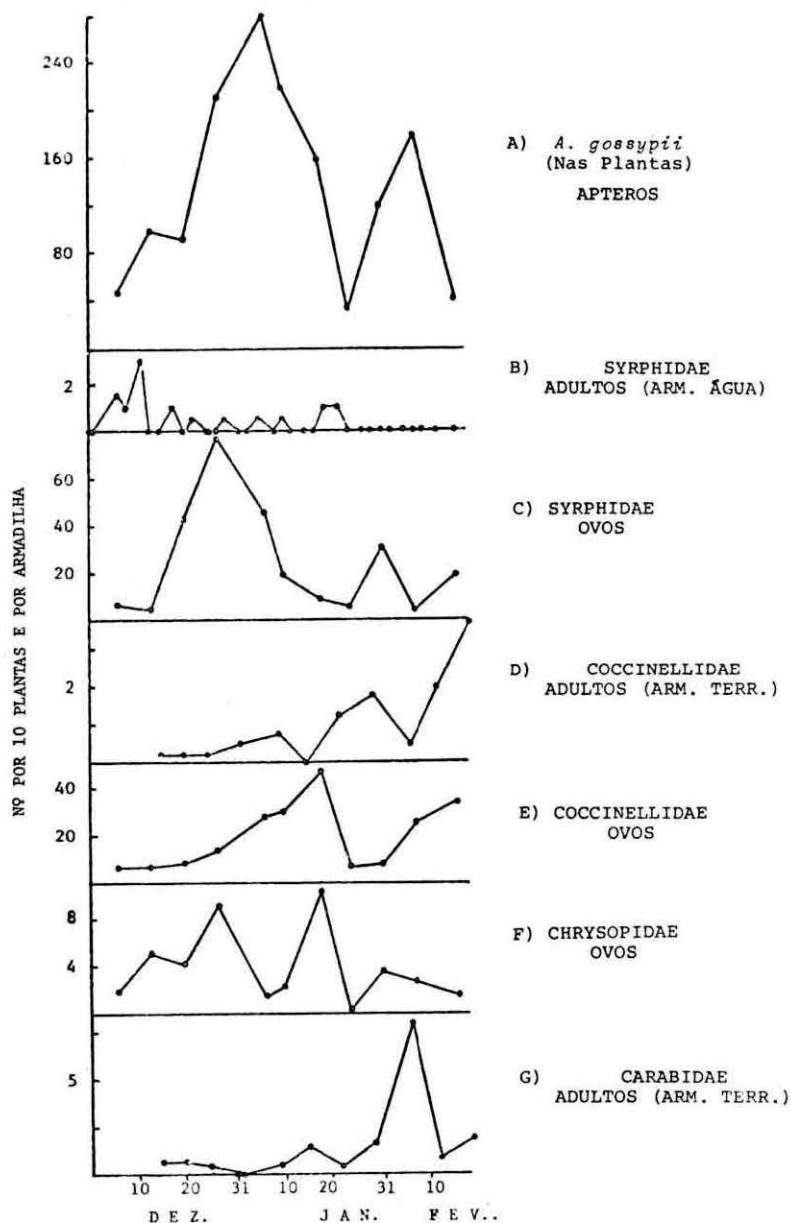 240
160
80
A) A. gossypii
(Nas Plantas)
APTEROS
2
B) SYRPHIDAE
ADULTOS (ARM. ÁGUA)
60
40
20
C) SYRPHIDAE
OVOS
2
D) COCCINELLIDAE
ADULTOS (ARM. TERR.)
40
20
E) COCCINELLIDAE
OVOS
8
4
F) CHRYSOPIDAE
OVOS
5
G) CARABIDAE
ADULTOS (ARM. TERR.)
Nº POR 10 PLANTAS E POR ARMADILHA
10 20 31 10 20 31 10
DEZ. JAN. FEV..